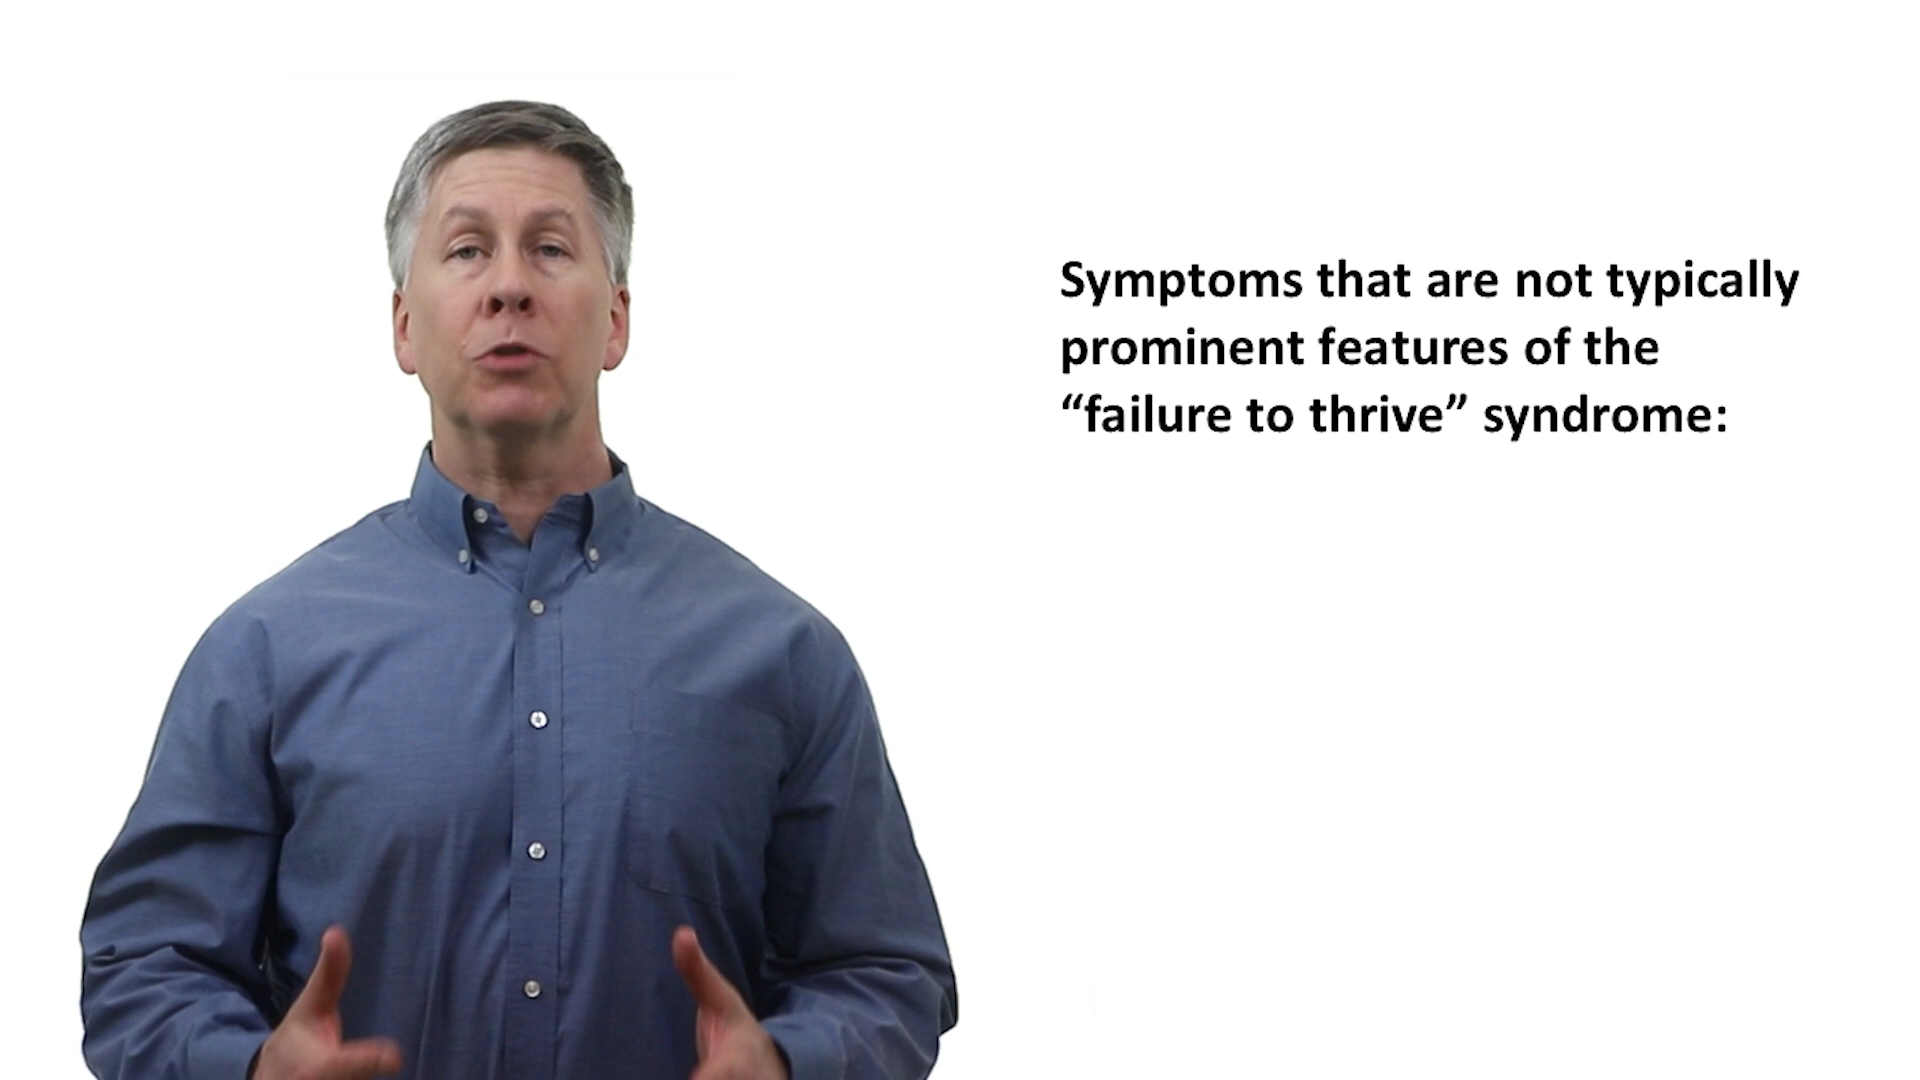 Symptoms that are not typically
prominent features of the
“failure to thrive” syndrome: